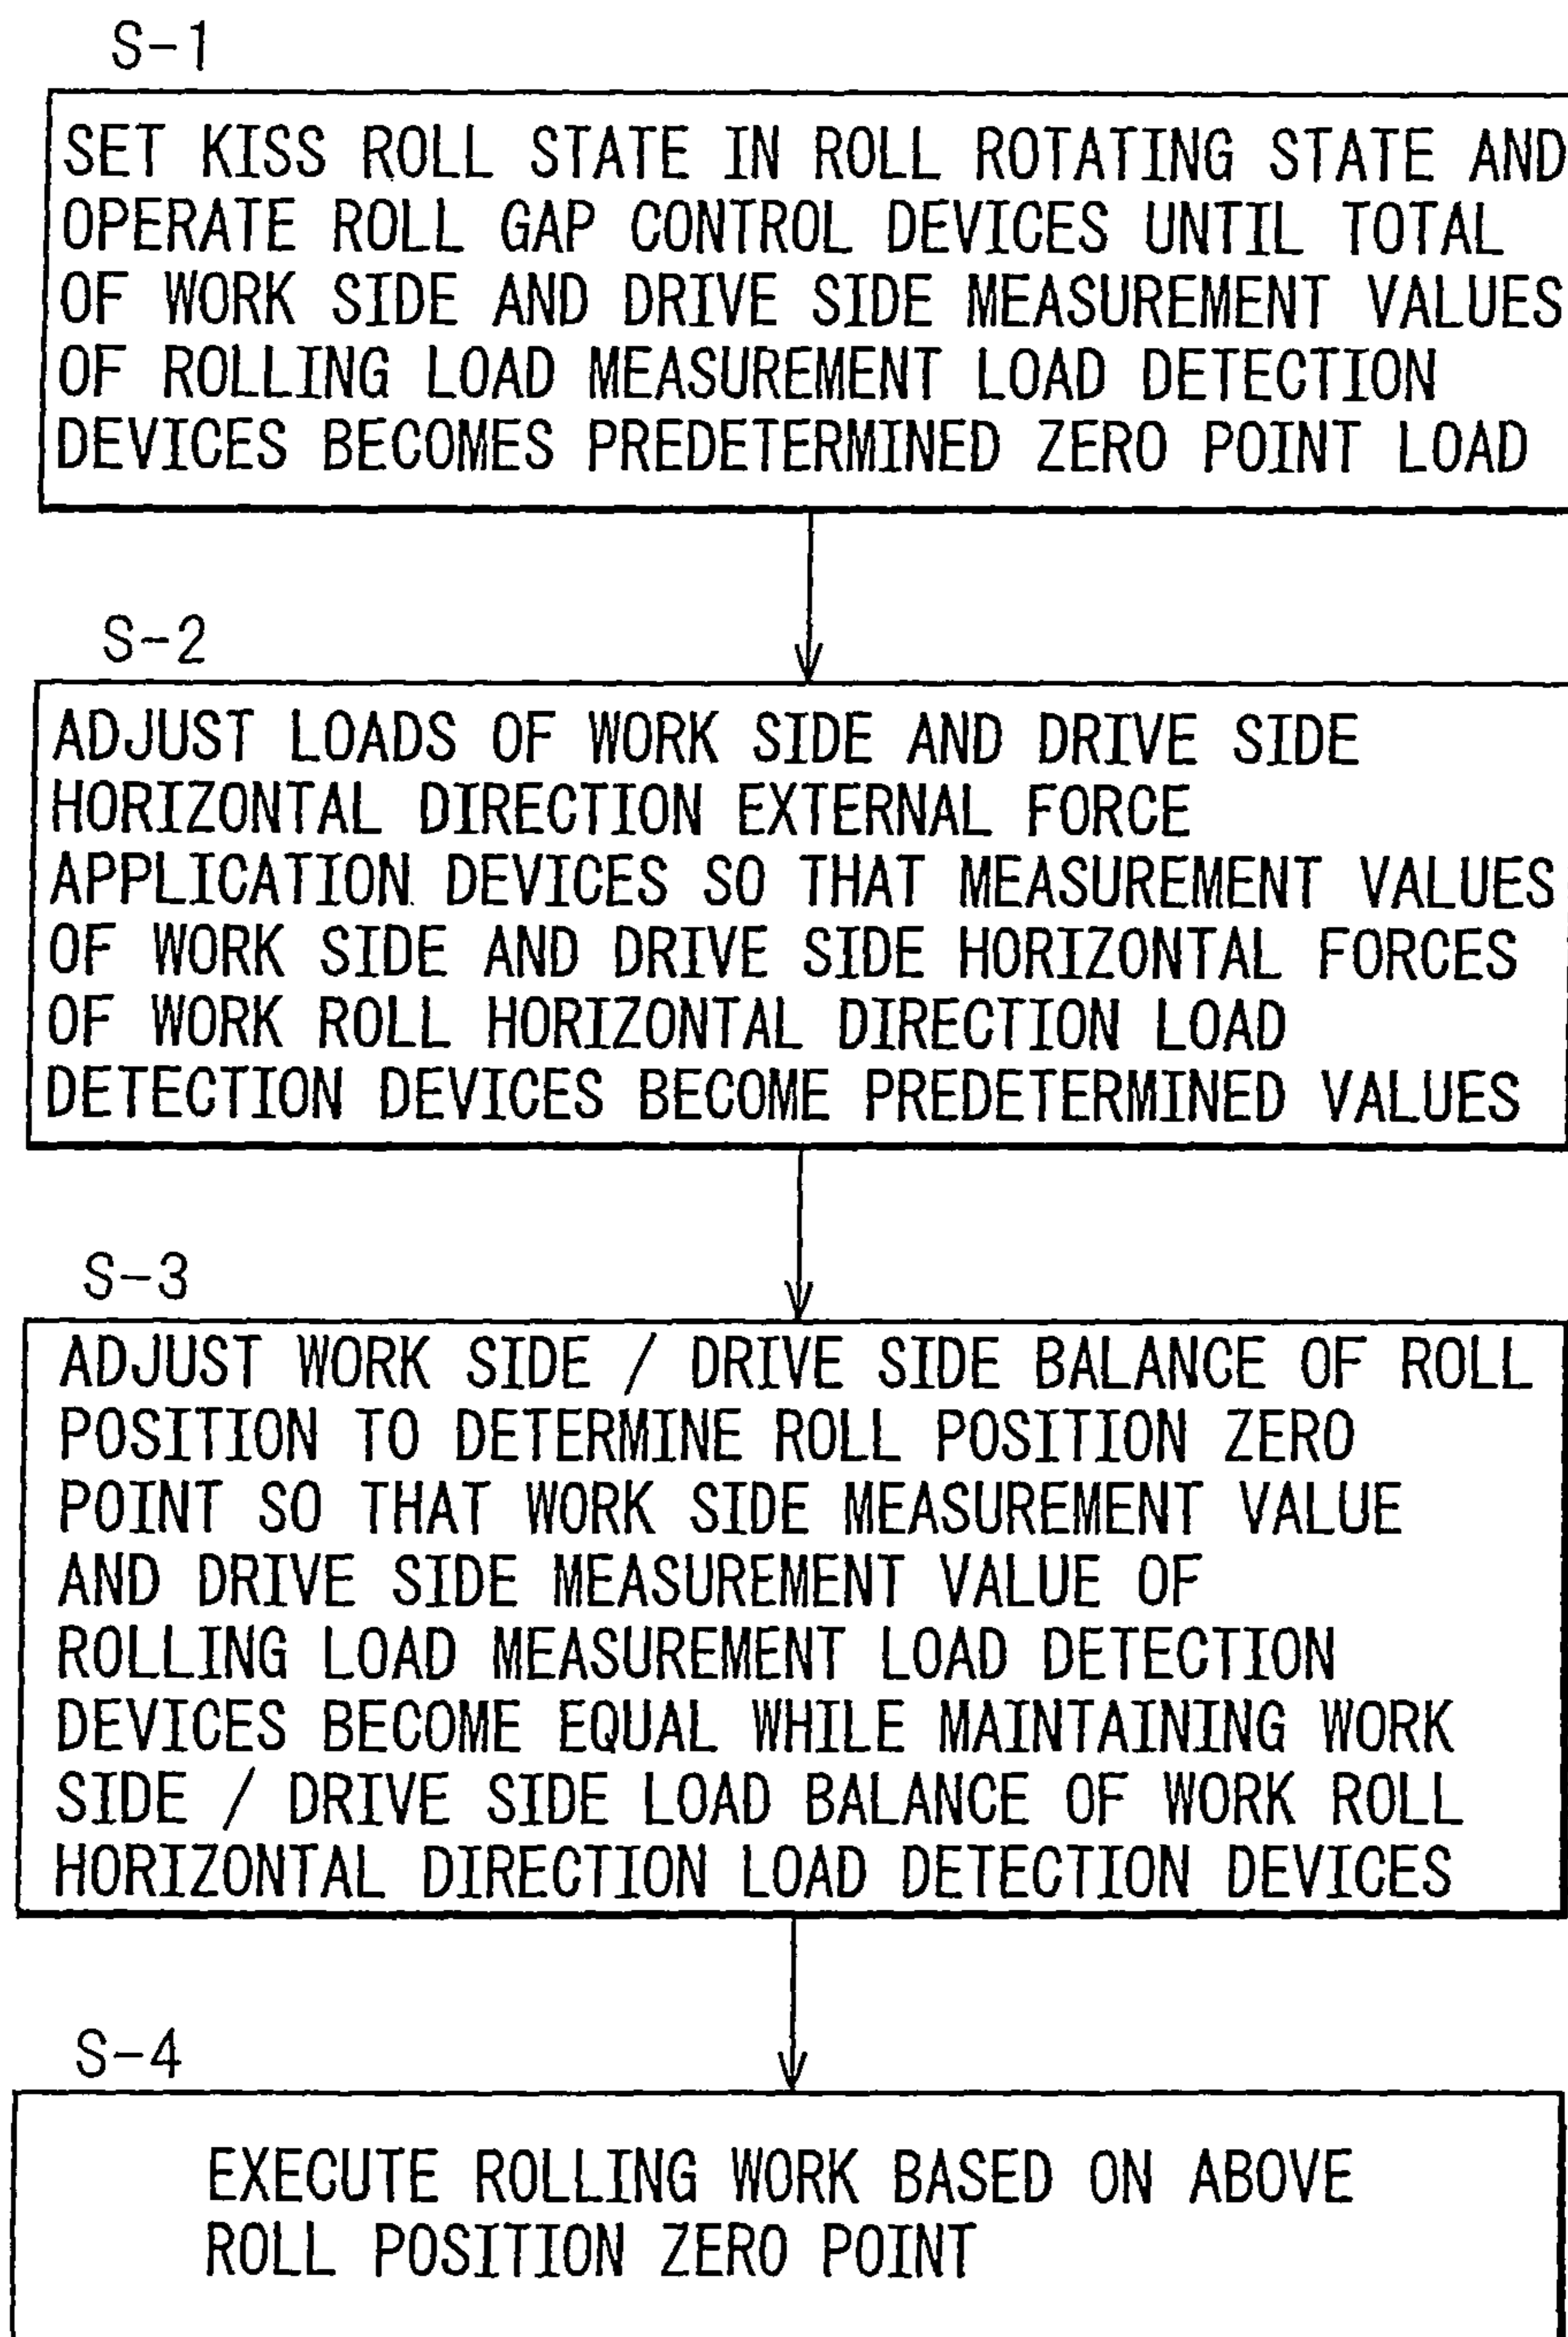 S-1
SET KISS ROLL STATE IN ROLL ROTATING STATE AND
OPERATE ROLL GAP CONTROL DEVICES UNTIL TOTAL
OF WORK SIDE AND DRIVE SIDE MEASUREMENT VALUES
OF ROLLING LOAD MEASUREMENT LOAD DETECTION
DEVICES BECOMES PREDETERMINED ZERO POINT LOAD
S-2
ADJUST LOADS OF WORK SIDE AND DRIVE SIDE
HORIZONTAL DIRECTION EXTERNAL FORCE
APPLICATION DEVICES SO THAT MEASUREMENT VALUES
OF WORK SIDE AND DRIVE SIDE HORIZONTAL FORCES
OF WORK ROLL HORIZONTAL DIRECTION LOAD
DETECTION DEVICES BECOME PREDETERMINED VALUES
S-3
ADJUST WORK SIDE / DRIVE SIDE BALANCE OF ROLL
POSITION TO DETERMINE ROLL POSITION ZERO
POINT SO THAT WORK SIDE MEASUREMENT VALUE
AND DRIVE SIDE MEASUREMENT VALUE OF
ROLLING LOAD MEASUREMENT LOAD DETECTION
DEVICES BECOME EQUAL WHILE MAINTAINING WORK
SIDE / DRIVE SIDE LOAD BALANCE OF WORK ROLL
HORIZONTAL DIRECTION LOAD DETECTION DEVICES
S-4
EXECUTE ROLLING WORK BASED ON ABOVE
ROLL POSITION ZERO POINT